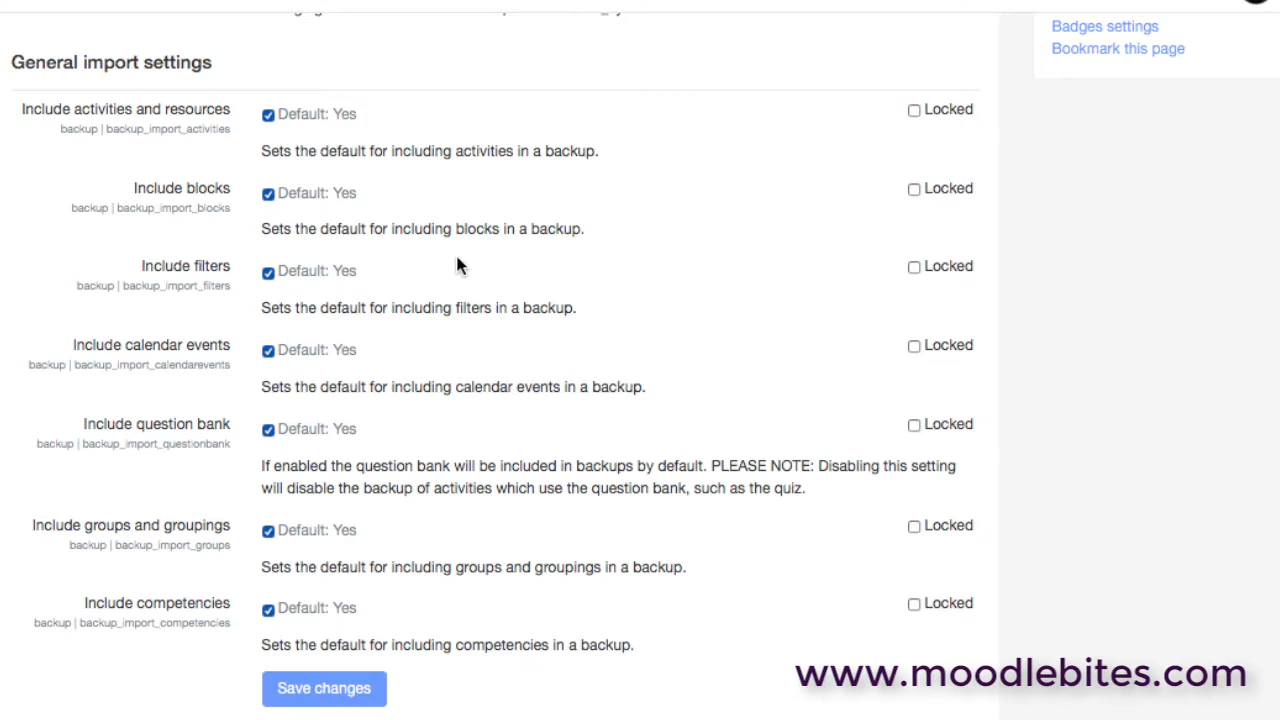 Badges settings
Bookmark this page
General import settings
Include activities and resources
Default: Yes
Locked
backup | backup_import_activities
Sets the default for including activities in a backup.
Include blocks
Default: Yes
Locked
backup | backup_import_blocks
Sets the default for including blocks in a backup.
Include filters
Default: Yes
Locked
backup | backup_import_filters
Sets the default for including filters in a backup.
Include calendar events
Default: Yes
Locked
backup | backup_import_calendarevents
Sets the default for including calendar events in a backup.
Include question bank
Default: Yes
Locked
backup | backup_import_questionbank
If enabled the question bank will be included in backups by default. PLEASE NOTE: Disabling this setting
will disable the backup of activities which use the question bank, such as the quiz.
Include groups and groupings
Default: Yes
Locked
backup | backup_import_groups
Sets the default for including groups and groupings in a backup.
Include competencies
Default: Yes
Locked
backup | backup_import_competencies
Sets the default for including competencies in a backup.
Save changes
www.moodlebites.com